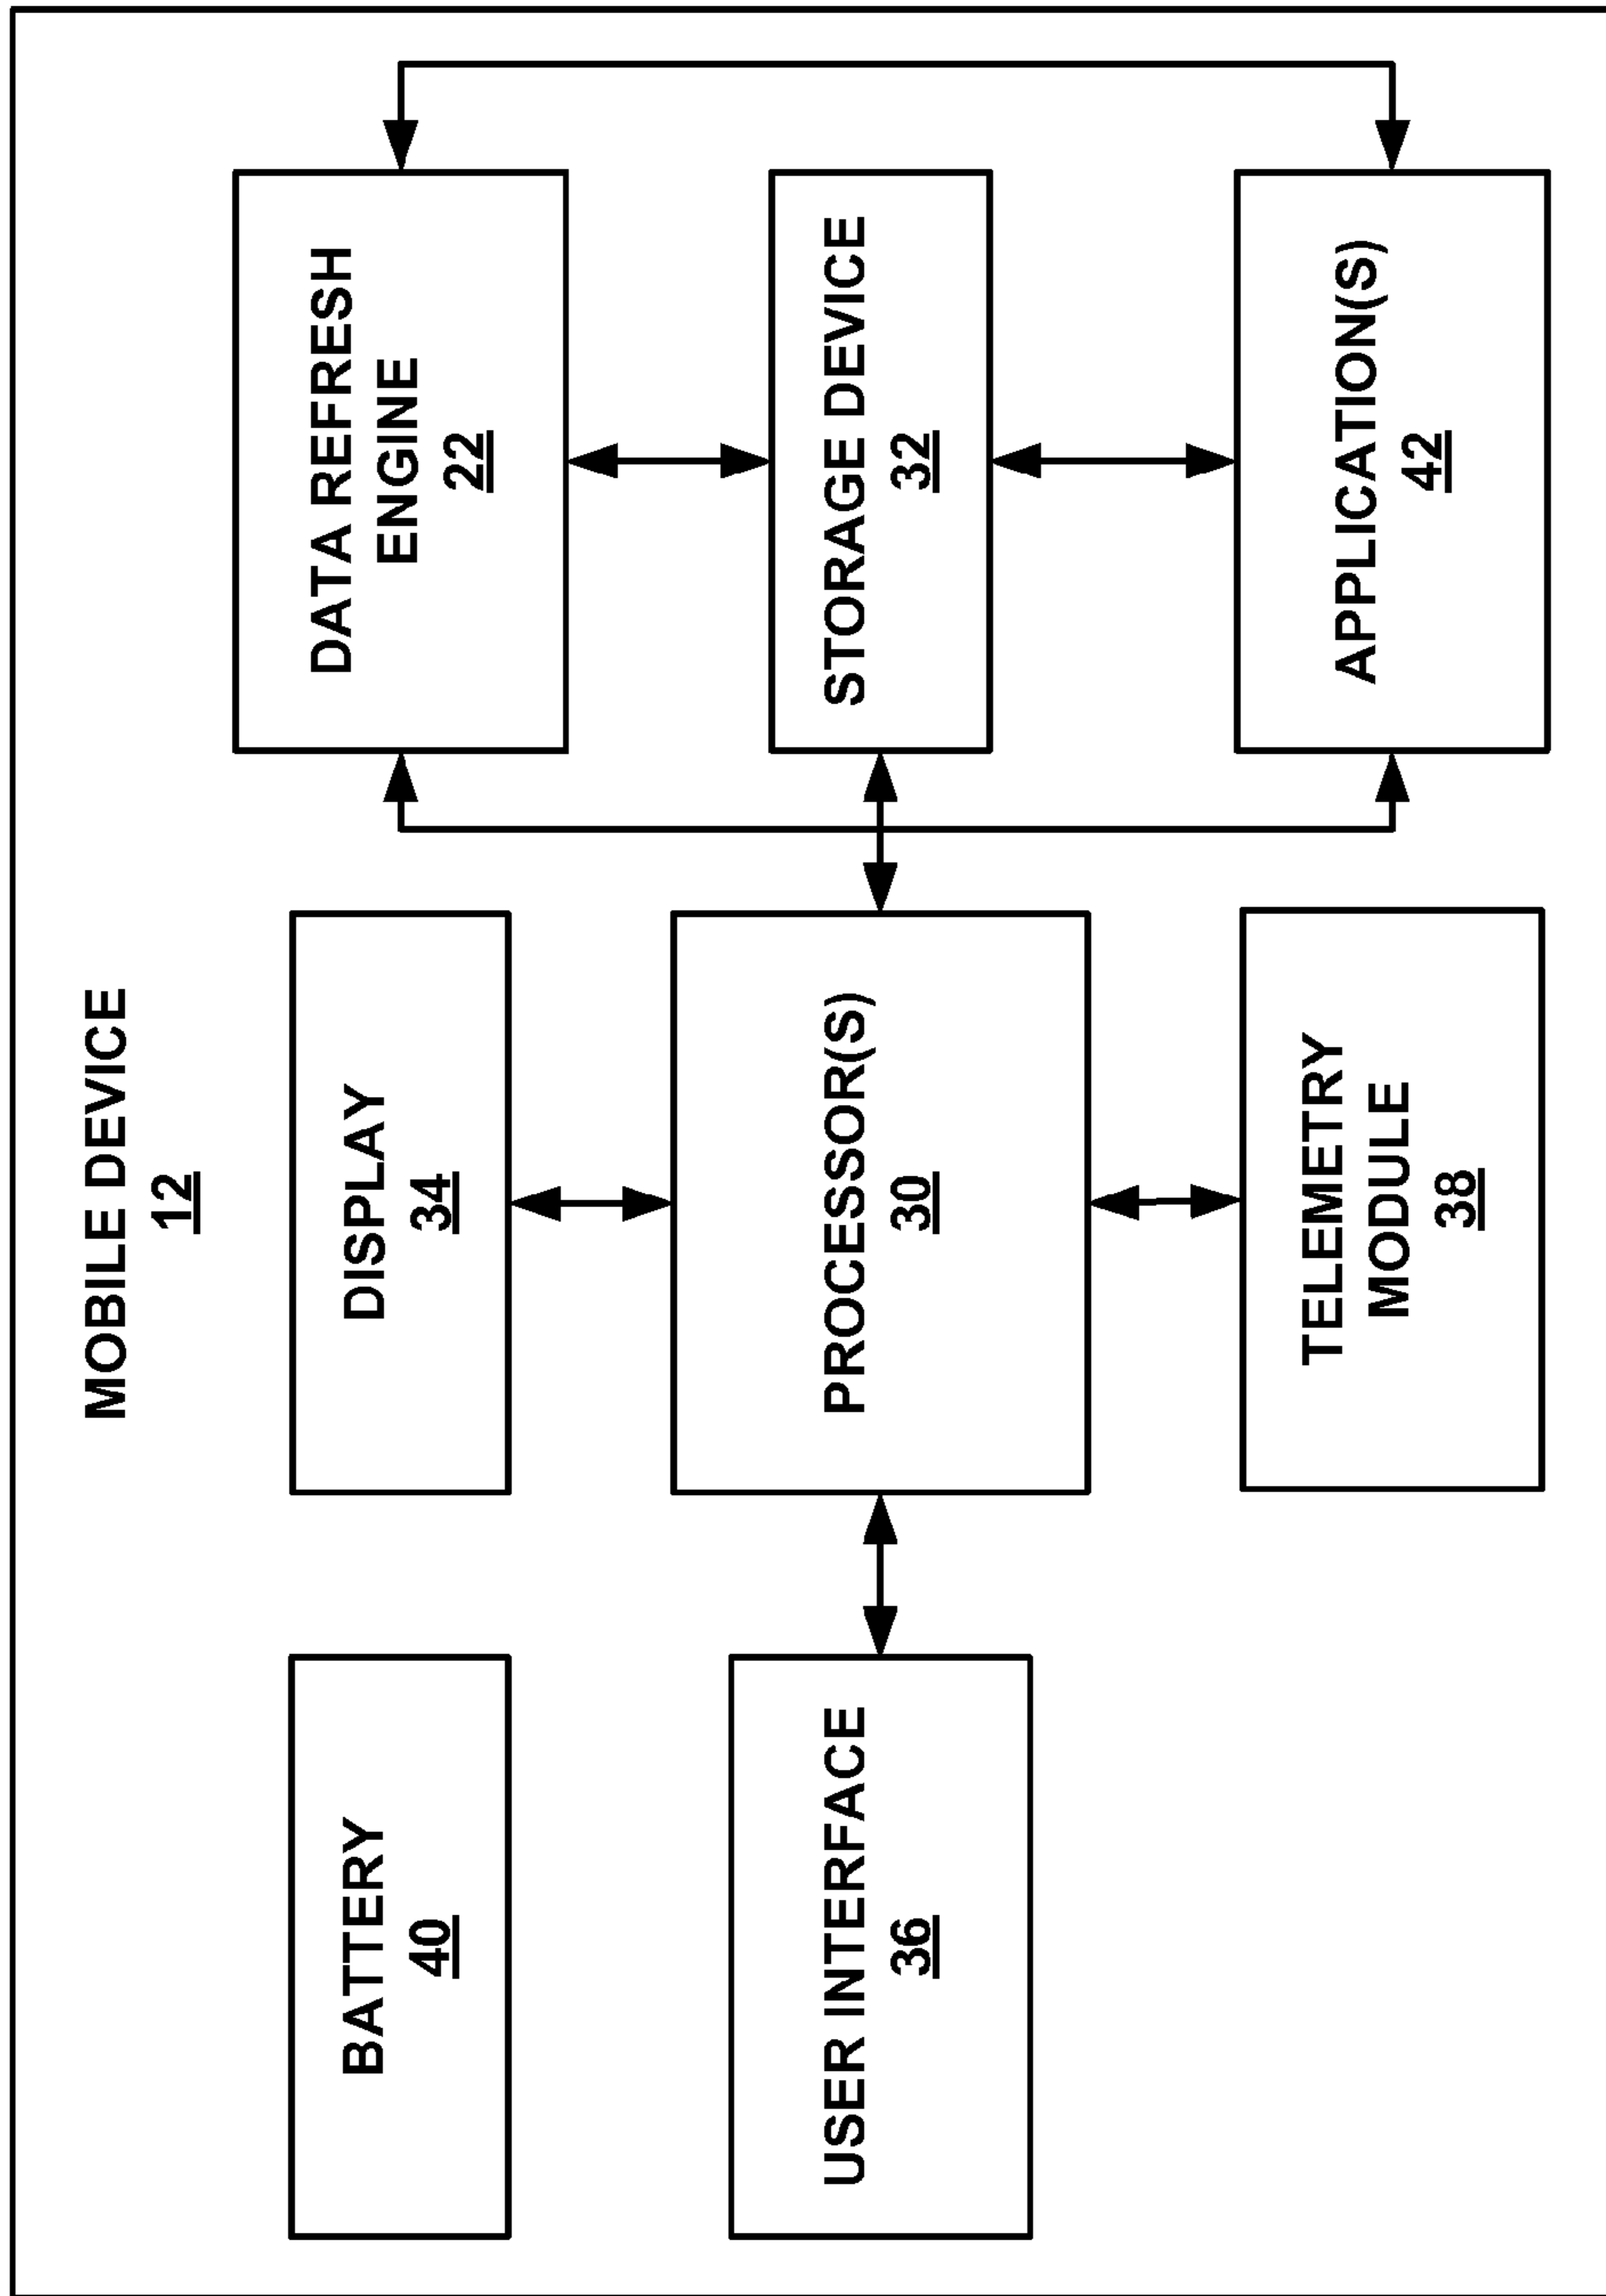 MOBILE DEVICE
12
BATTERY
40
DISPLAY
34
DATA REFRESH
ENGINE
22
USER INTERFACE
36
PROCESSOR(S)
30
STORAGE DEVICE
32
TELEMETRY
MODULE
38
APPLICATION(S)
42